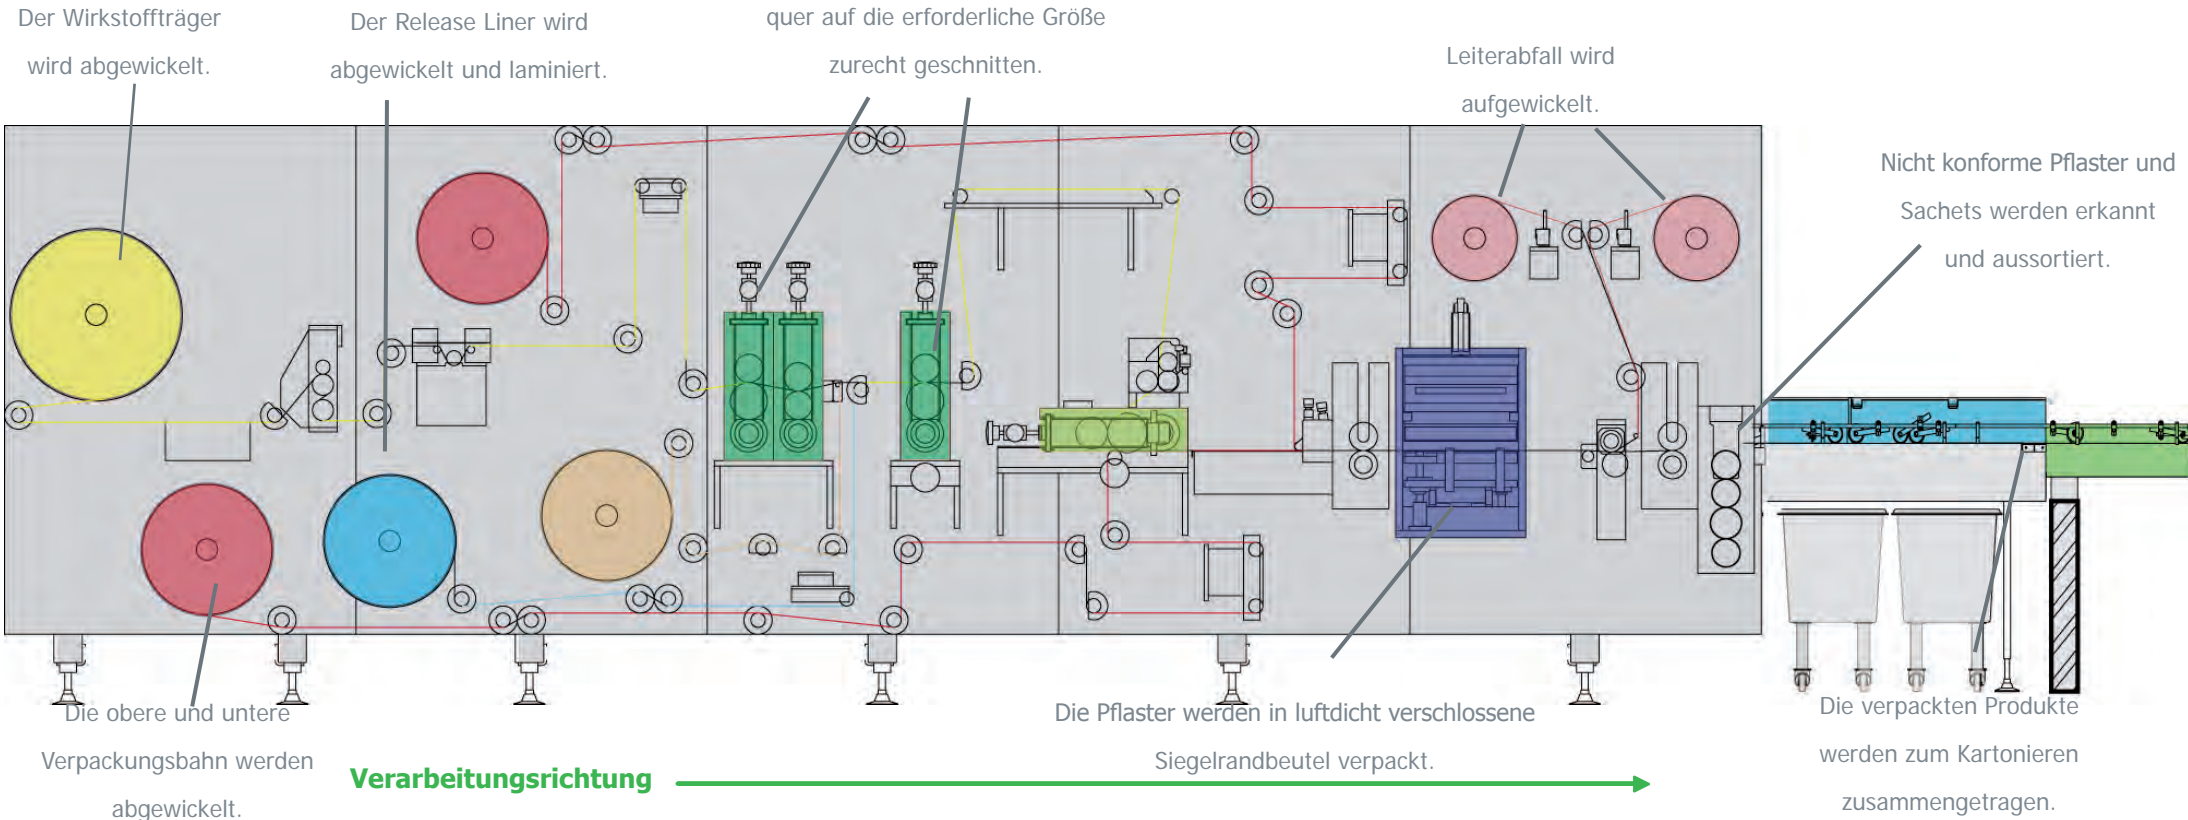 Der Wirkstoffträger
wird abgewickelt.
Der Release Liner wird
abgewickelt und laminiert.
quer auf die erforderliche Größe
zurecht geschnitten.
Leiterabfall wird
aufgewickelt.
Nicht konforme Pflaster und
Sachets werden erkannt
und aussortiert.
Die obere und untere
Verpackungsbahn werden
abgewickelt.
Verarbeitungsrichtung
Die Pflaster werden in luftdicht verschlossene
Siegelrandbeutel verpackt.
Die verpackten Produkte
werden zum Kartonieren
zusammengetragen.